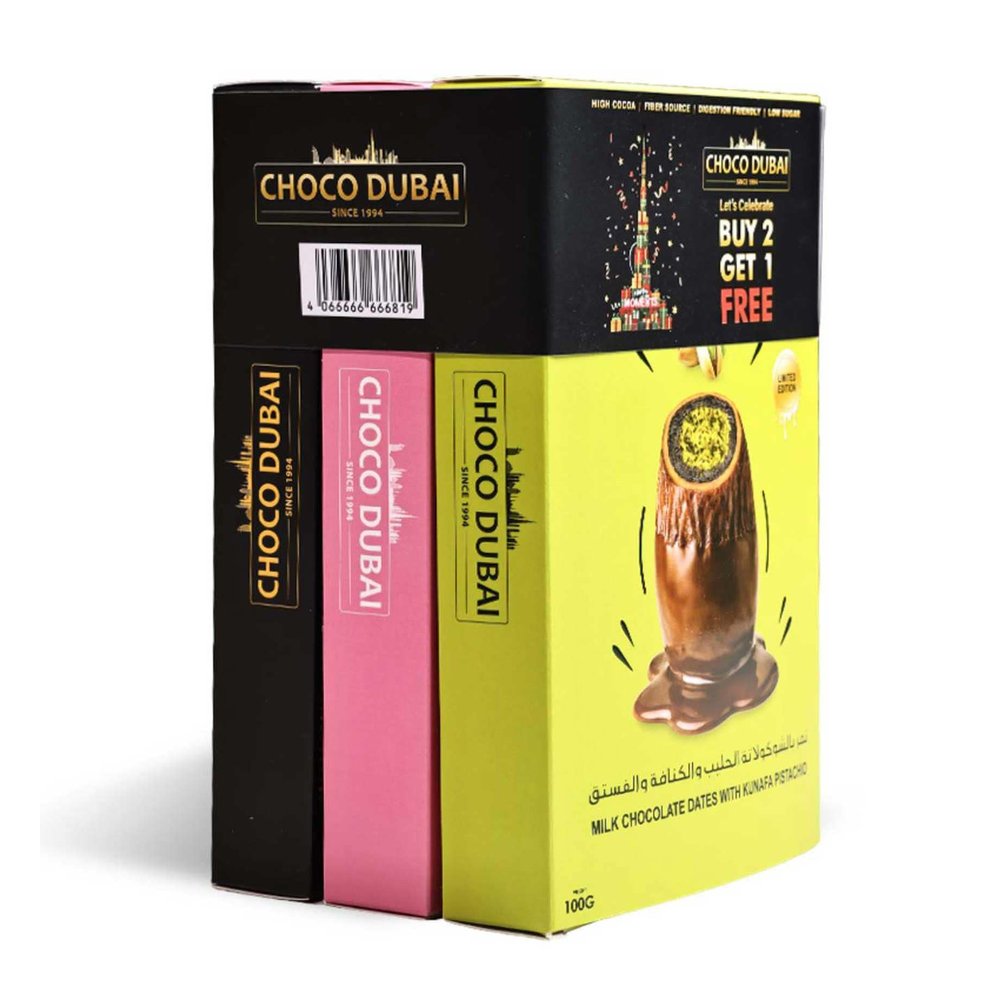 HIGH COCOA | FIBER SOURCE | DIGESTION FRIENDLY | LOW SUGAR
CHOCO DUBAI
SINCE 1994
4 066666 666819
CHOCO DUBAI
SINCE 1994
Let's Celebrate
BUY 2
GET 1
FREE
MOMENTS
CHOCO DUBAI
SINCE 1994
CHOCO DUBAI
SINCE 1994
CHOCO DUBAI
SINCE 1994
LIMITED
EDITION
تمر بالشوكولاتة الحليب والكنافة والفستق
MILK CHOCOLATE DATES WITH KUNAFA PISTACHIO
100G